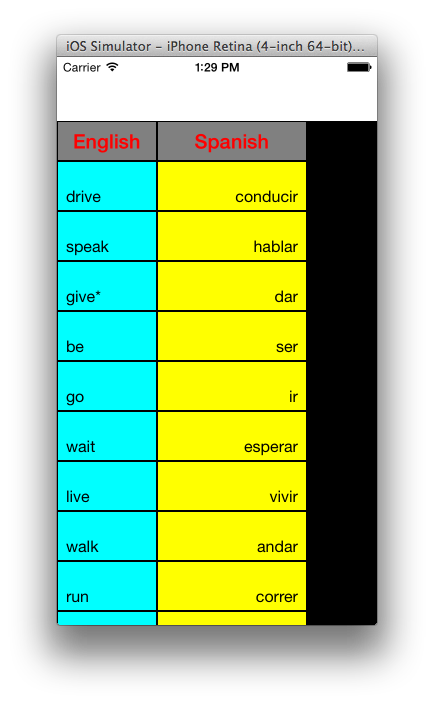 iOS Simulator – iPhone Retina (4-inch 64-bit)...
Carrier 1:29 PM
English Spanish
drive conducir
speak hablar
give* dar
be ser
go ir
wait esperar
live vivir
walk andar
run correr